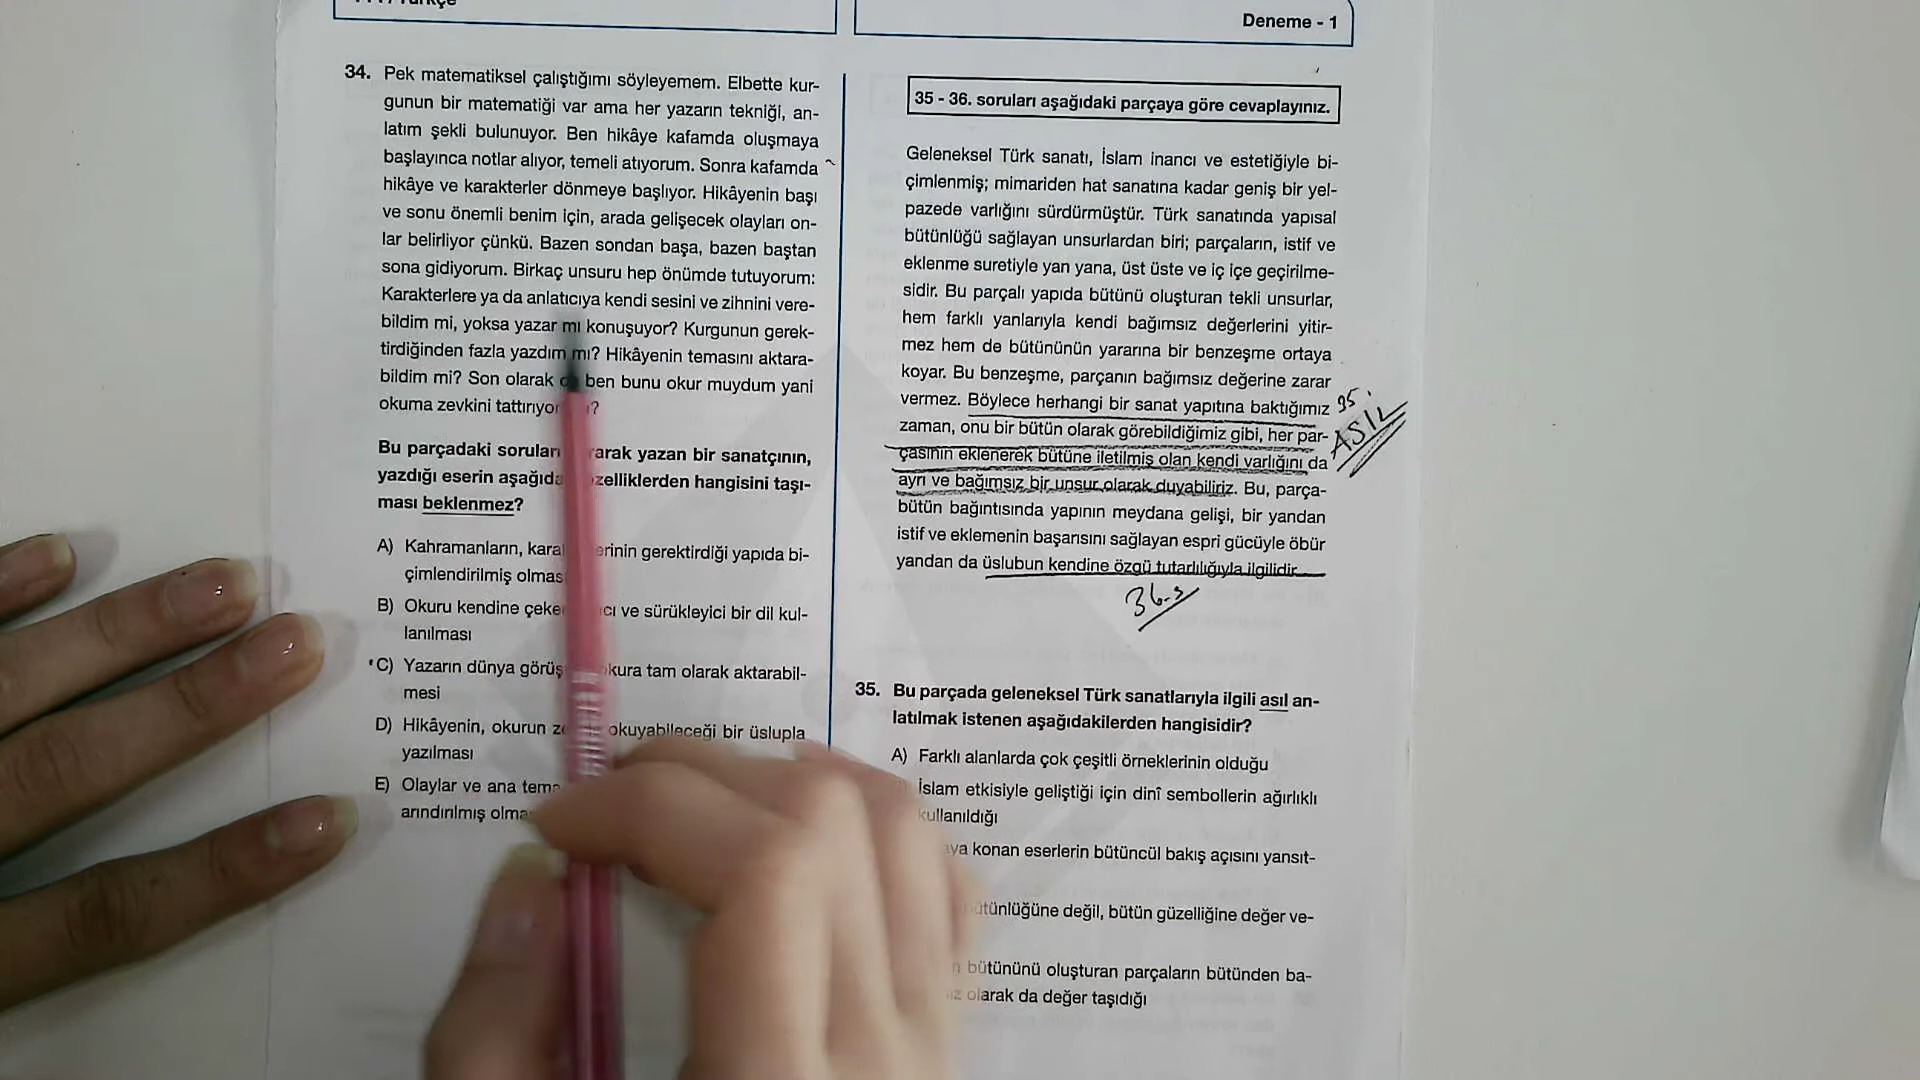 Türkçe
Deneme - 1
34. Pek matematiksel çalıştığımı söyleyemem. Elbette kur-
gunun bir matematiği var ama her yazarın tekniği, an-
latım şekli bulunuyor. Ben hikâye kafamda oluşmaya
başlayınca notlar alıyor, temeli atıyorum. Sonra kafamda
hikâye ve karakterler dönmeye başlıyor. Hikâyenin başı
ve sonu önemli benim için, arada gelişecek olayları on-
lar belirliyor çünkü. Bazen sondan başa, bazen baştan
sona gidiyorum. Birkaç unsuru hep önümde tutuyorum:
Karakterlere ya da anlatıcıya kendi sesini ve zihnini vere-
bildim mi, yoksa yazar mı konuşuyor? Kurgunun gerek-
tirdiğinden fazla yazdım mı? Hikâyenin temasını aktara-
bildim mi? Son olarak ben bunu okur muydum yani
okuma zevkini ?
Bu parçadaki yazan bir sanatçının,
yazdığı eserin hangisini taşı-
ması beklenmez?
A) Kahramanların, gerektirdiği yapıda bi-
çimlendirilmiş
B) Okuru kendine ve sürükleyici bir dil kul-
lanılması
C) Yazarın dünya tam olarak aktarabil-
mesi
D) Hikâyenin, okurun okuyabileceği bir üslupla
yazılması
E) Olaylar ve ana
arındırılmış
35 - 36. soruları aşağıdaki parçaya göre cevaplayınız.
Geleneksel Türk sanatı, İslam inancı ve estetiğiyle bi-
çimlenmiş; mimariden hat sanatına kadar geniş bir yel-
pazede varlığını sürdürmüştür. Türk sanatında yapısal
bütünlüğü sağlayan unsurlardan biri; parçaların, istif ve
eklenme suretiyle yan yana, üst üste ve iç içe geçirilme-
sidir. Bu parçalı yapıda bütünü oluşturan tekli unsurlar,
hem farklı yanlarıyla kendi bağımsız değerlerini yitir-
mez hem de bütününün yararına bir benzeşme ortaya
koyar. Bu benzeşme, parçanın bağımsız değerine zarar
vermez. Böylece herhangi bir sanat yapıtına baktığımız
zaman, onu bir bütün olarak görebildiğimiz gibi, her par-
çasının eklenerek bütüne iletilmiş olan kendi varlığını da
ayrı ve bağımsız bir unsur olarak duyabiliriz. Bu, parça-
bütün bağıntısında yapının meydana gelişi, bir yandan
istif ve eklemenin başarısını sağlayan espri gücüyle öbür
yandan da üslubun kendine özgü tutarlılığıyla ilgilidir.
35.
ASIL
36.
35. Bu parçada geleneksel Türk sanatlarıyla ilgili asıl an-
latılmak istenen aşağıdakilerden hangisidir?
A) Farklı alanlarda çok çeşitli örneklerinin olduğu
İslam etkisiyle geliştiği için dinî sembollerin ağırlıklı
kullanıldığı
konan eserlerin bütüncül bakış açısını yansıt-
değil, bütün güzelliğine değer ve-
bütününü oluşturan parçaların bütünden ba-
olarak da değer taşıdığı